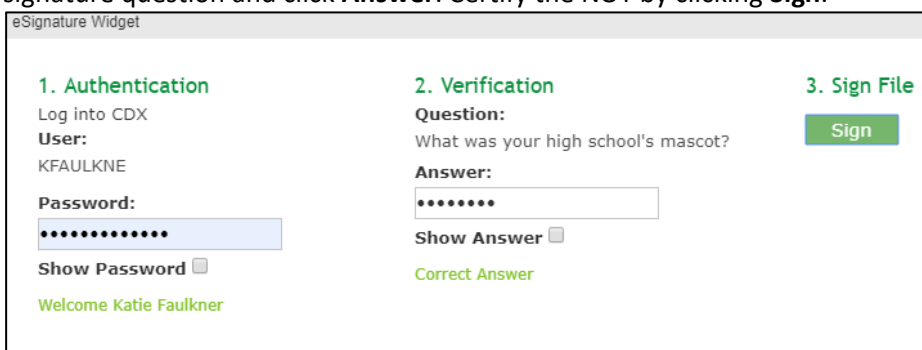 signature question and click Answer. Certify the NOT by clicking Sign.
eSignature Widget
1. Authentication
Log into CDX
User:
KFAULKNE
Password:
•••••••••••••
Show Password
Welcome Katie Faulkner
2. Verification
Question:
What was your high school's mascot?
Answer:
••••••••
Show Answer
Correct Answer
3. Sign File
Sign